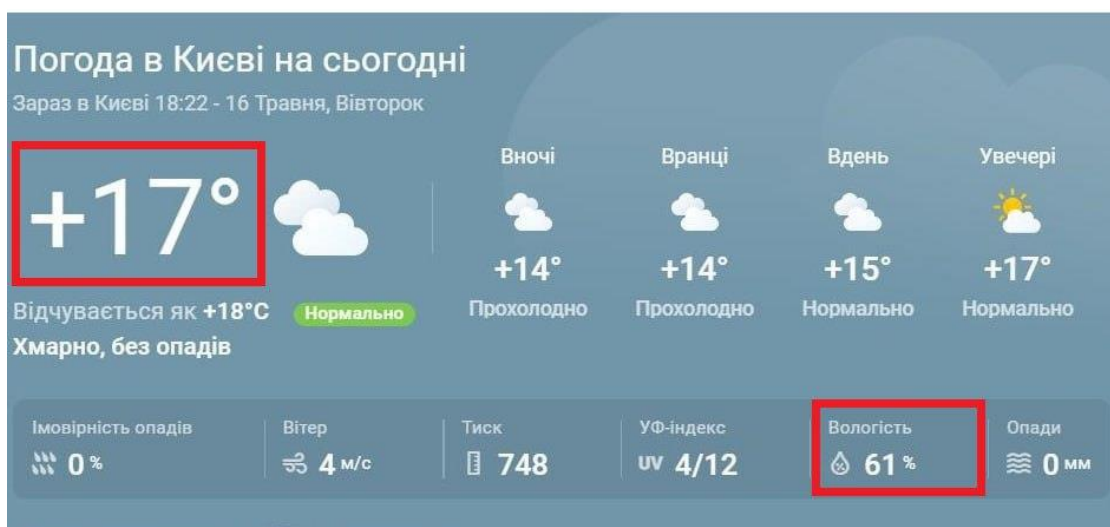 Погода в Києві на сьогодні
Зараз в Києві 18:22 - 16 Травня, Вівторок
+17°
Відчувається як +18°C Нормально
Хмарно, без опадів
Вночі Вранці Вдень Увечері
+14° +14° +15° +17°
Прохолодно Прохолодно Нормально Нормально
Імовірність опадів Вітер Тиск УФ-індекс Вологість Опади
0 % 4 м/с 748 UV 4/12 % 61 % 0 мм